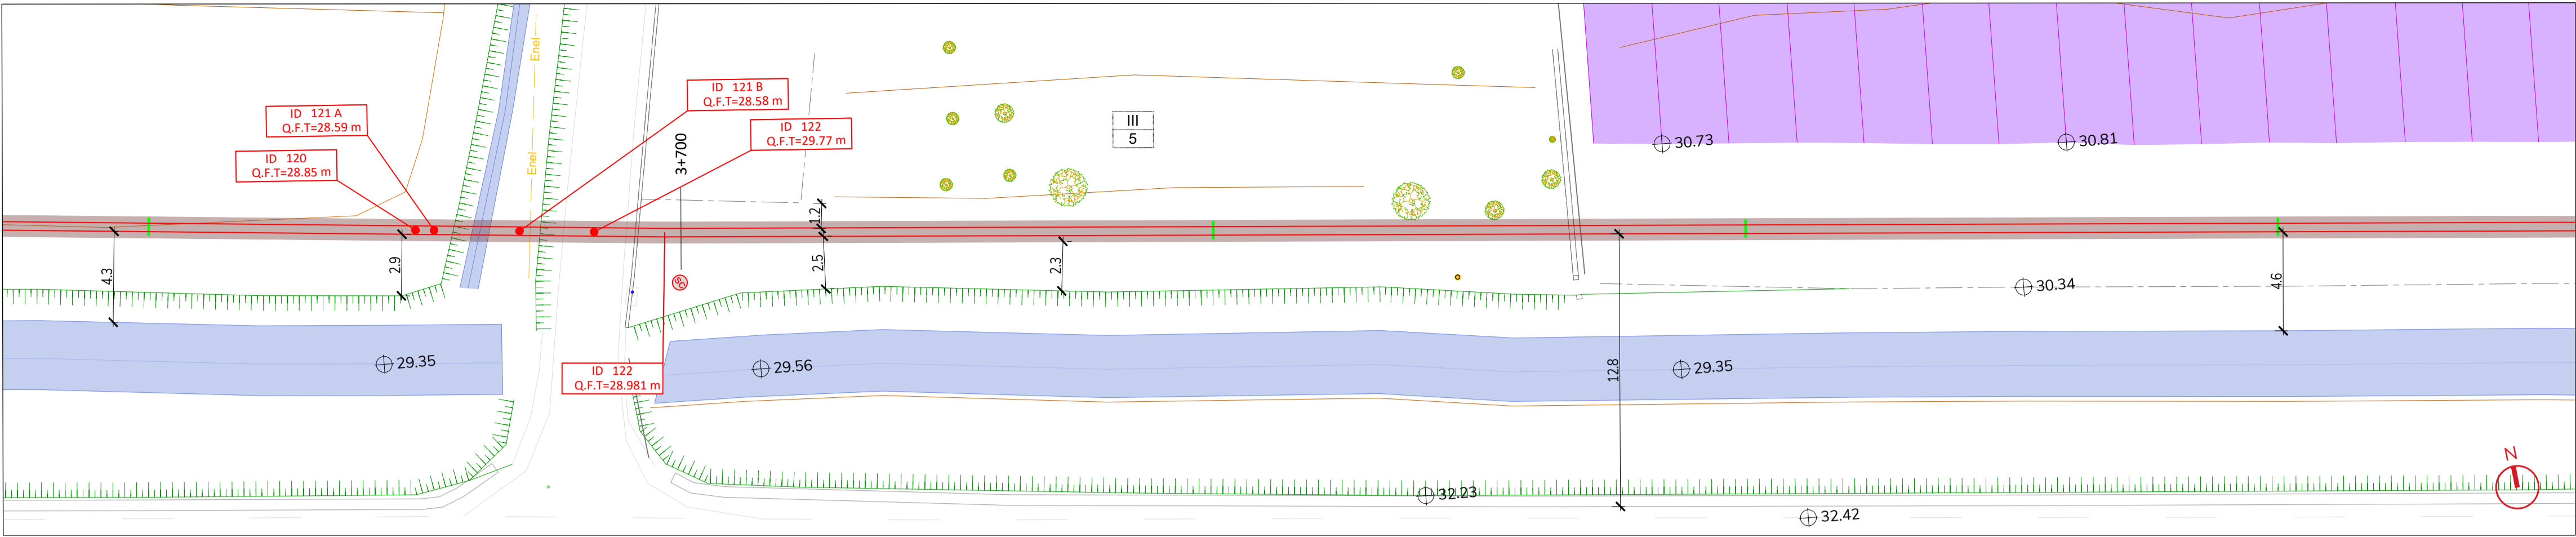 Enel
ID 121 A
Q.F.T=28.59 m
ID 120
Q.F.T=28.85 m
Enel
ID 121 B
Q.F.T=28.58 m
ID 122
Q.F.T=29.77 m
3+700
III
5
30.73
30.81
1.2
4.3
2.9
2.5
2.3
SO
30.34
4.6
29.35
29.56
ID 122
Q.F.T=28.981 m
12.8
29.35
32.23
32.42
N